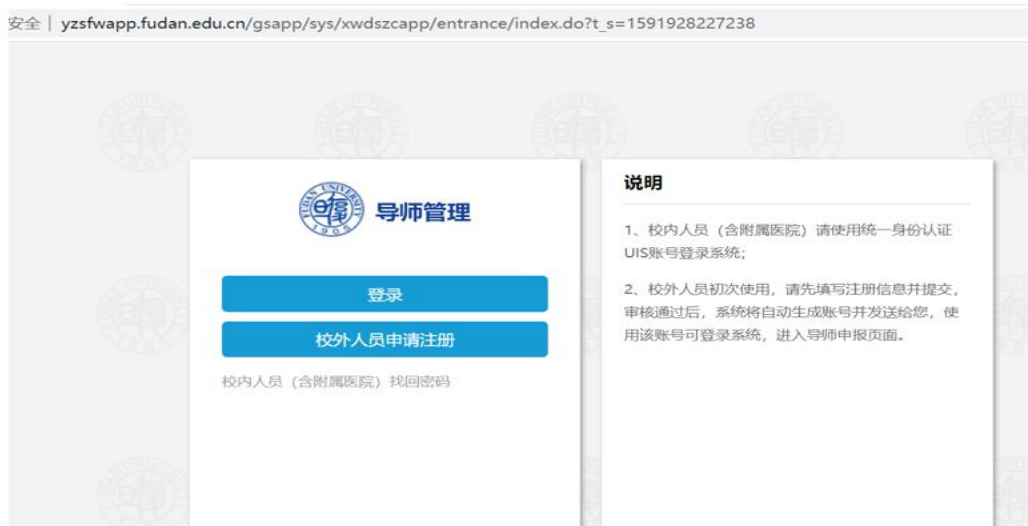 安全 | yzsfwapp.fudan.edu.cn/gsapp/sys/xwdszcapp/entrance/index.do?t_s=1591928227238
导师管理
登录
校外人员申请注册
校内人员（含附属医院）找回密码
说明
1、校内人员（含附属医院）请使用统一身份认证
UIS账号登录系统；
2、校外人员初次使用，请先填写注册信息并提交，
审核通过后，系统将自动生成账号并发送给您，使
用该账号可登录系统，进入导师申报页面。